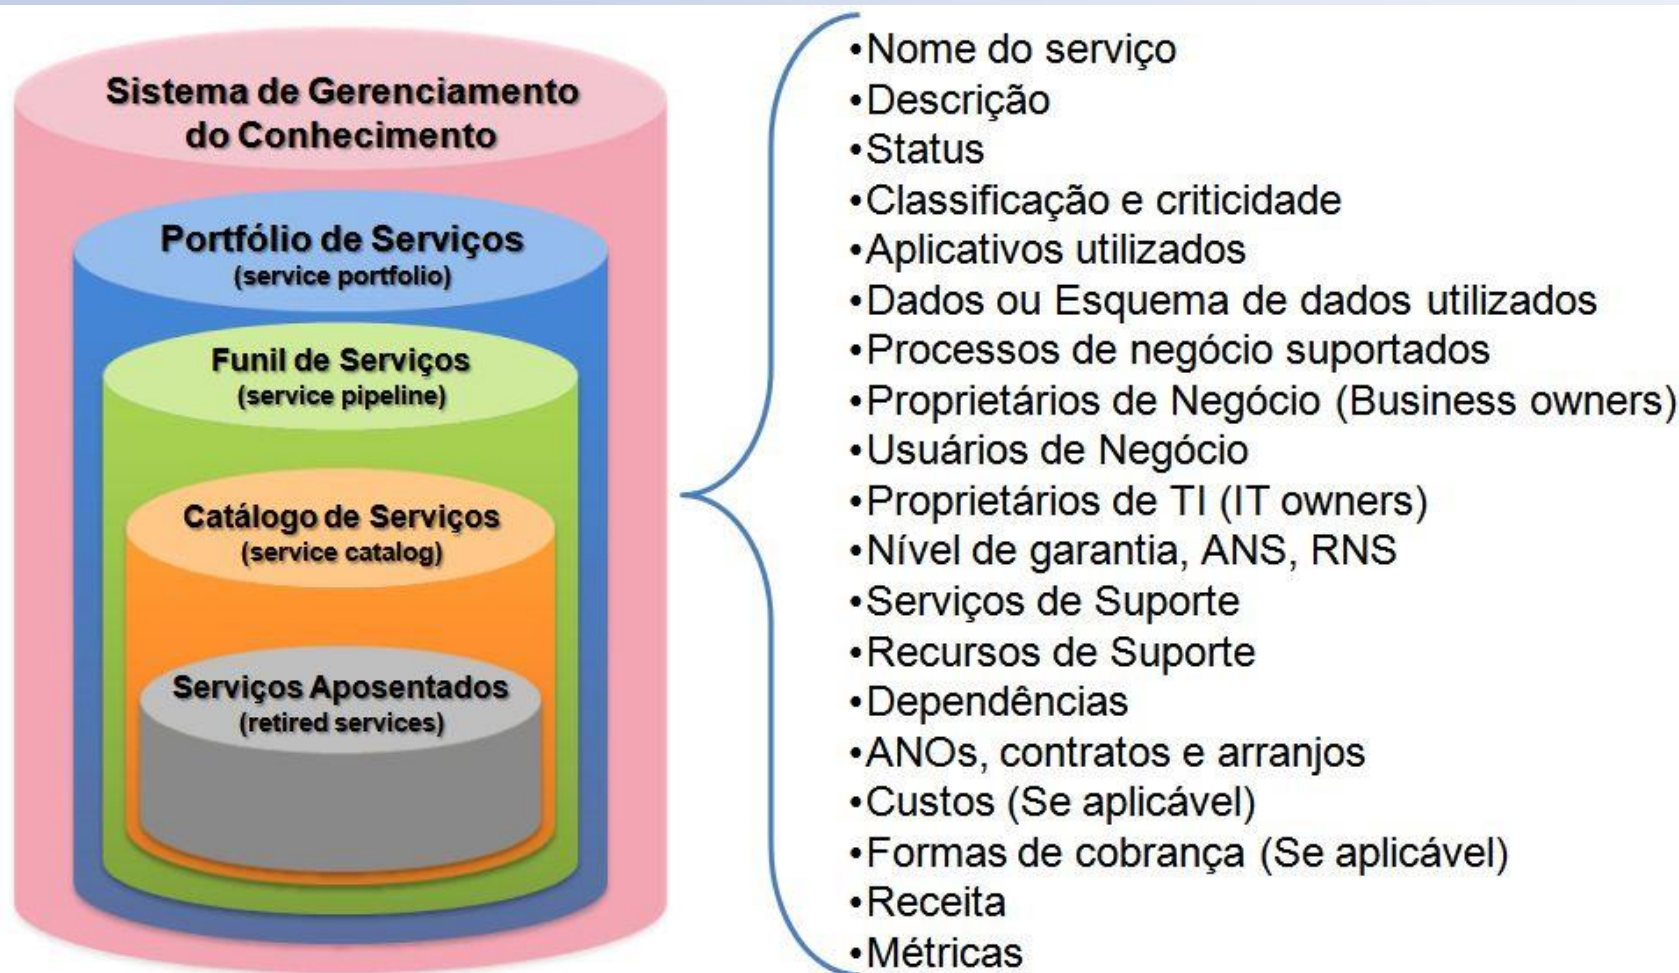 Sistema de Gerenciamento
do Conhecimento
Portfólio de Serviços
(service portfolio)
Funil de Serviços
(service pipeline)
Catálogo de Serviços
(service catalog)
Serviços Aposentados
(retired services)
•Nome do serviço
•Descrição
•Status
•Classificação e criticidade
•Aplicativos utilizados
•Dados ou Esquema de dados utilizados
•Processos de negócio suportados
•Proprietários de Negócio (Business owners)
•Usuários de Negócio
•Proprietários de TI (IT owners)
•Nível de garantia, ANS, RNS
•Serviços de Suporte
•Recursos de Suporte
•Dependências
•ANOs, contratos e arranjos
•Custos (Se aplicável)
•Formas de cobrança (Se aplicável)
•Receita
•Métricas